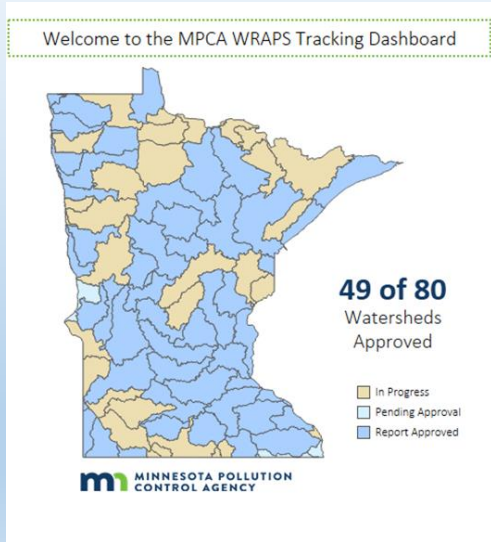 Welcome to the MPCA WRAPS Tracking Dashboard
49 of 80
Watersheds
Approved
In Progress
Pending Approval
Report Approved
MINNESOTA POLLUTION
CONTROL AGENCY